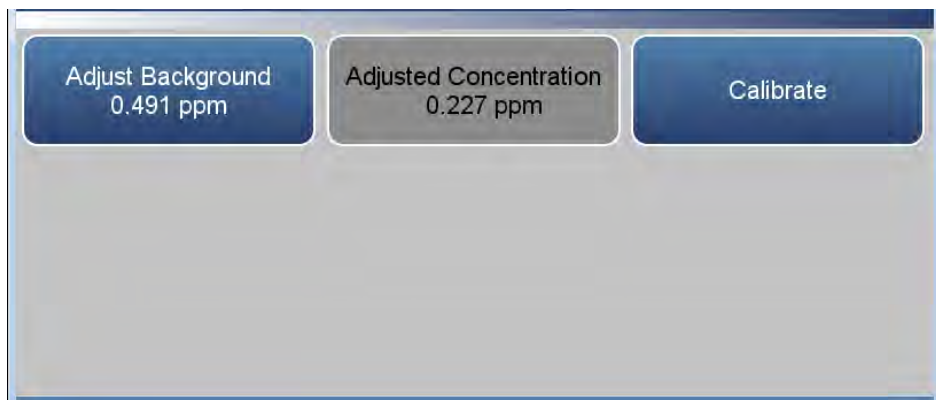 Adjust Background
0.491 ppm
Adjusted Concentration
0.227 ppm
Calibrate